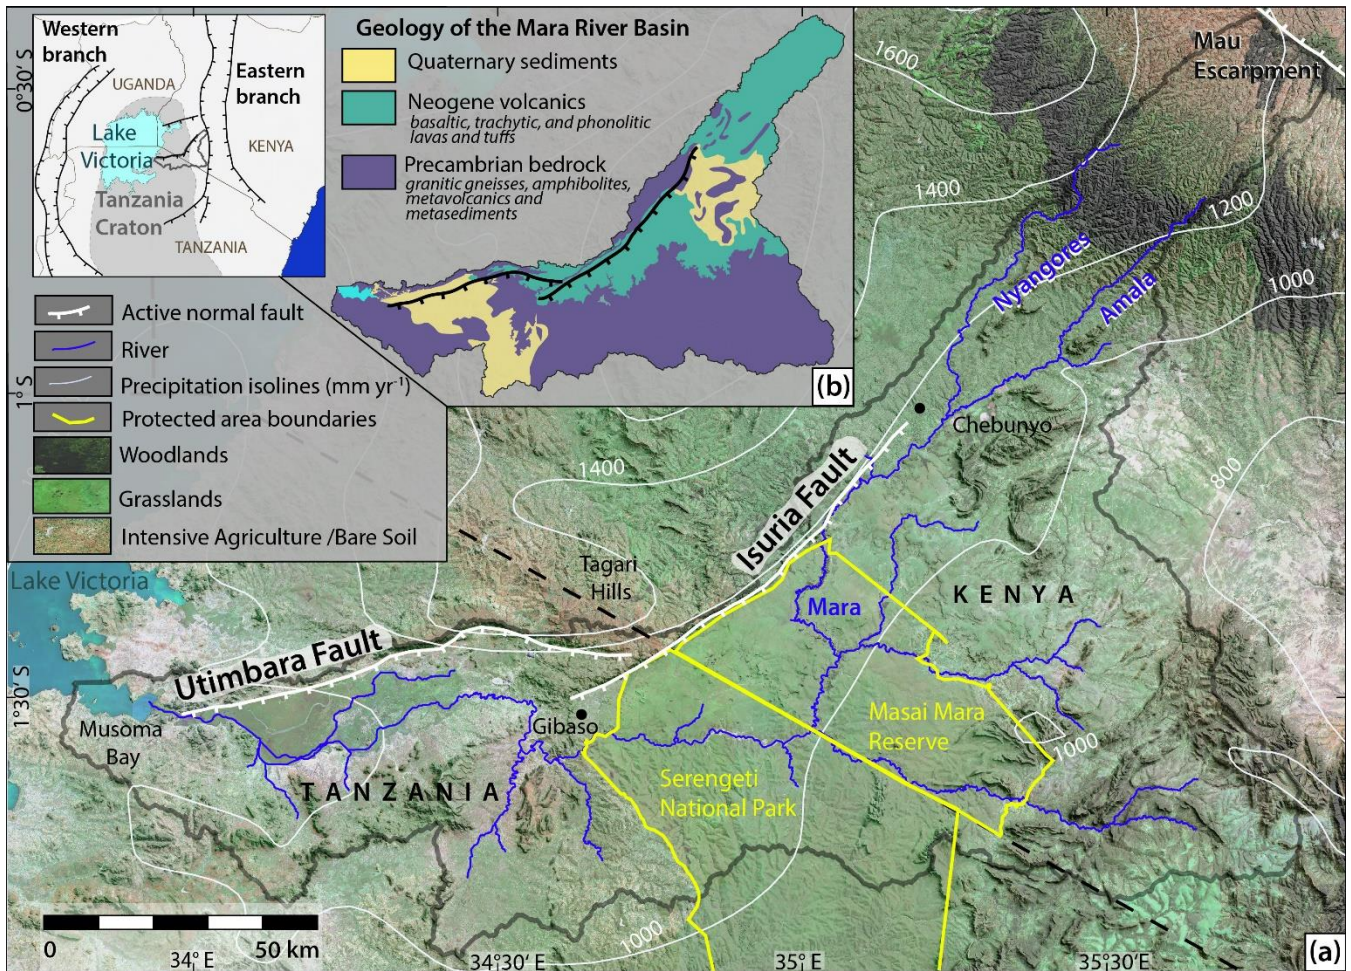 Western
branch
UGANDA
Eastern
branch
Lake
Victoria
KENYA
Tanzania
Craton
TANZANIA
Geology of the Mara River Basin
Quaternary sediments
Neogene volcanics
basaltic, trachytic, and phonolitic
lavas and tuffs
Precambrian bedrock
granitic gneisses, amphibolites,
metavolcanics and
metasediments
(b)
Active normal fault
River
Precipitation isolines (mm yr⁻¹)
Protected area boundaries
Woodlands
Grasslands
Intensive Agriculture /Bare Soil
0°30' S
1° S
1°30' S
1600
Mau
Escarpment
1400
1200
1000
Nyangores
Amala
Chebunyo
800
1400
Isuria Fault
Tagari
Hills
Mara
KENYA
Lake Victoria
Utimbara Fault
Musoma
Bay
Gibaso
TANZANIA
Masai Mara
Reserve
1000
Serengeti
National Park
1000
0 50 km
34° E
34°30' E
35° E
35°30' E
(a)